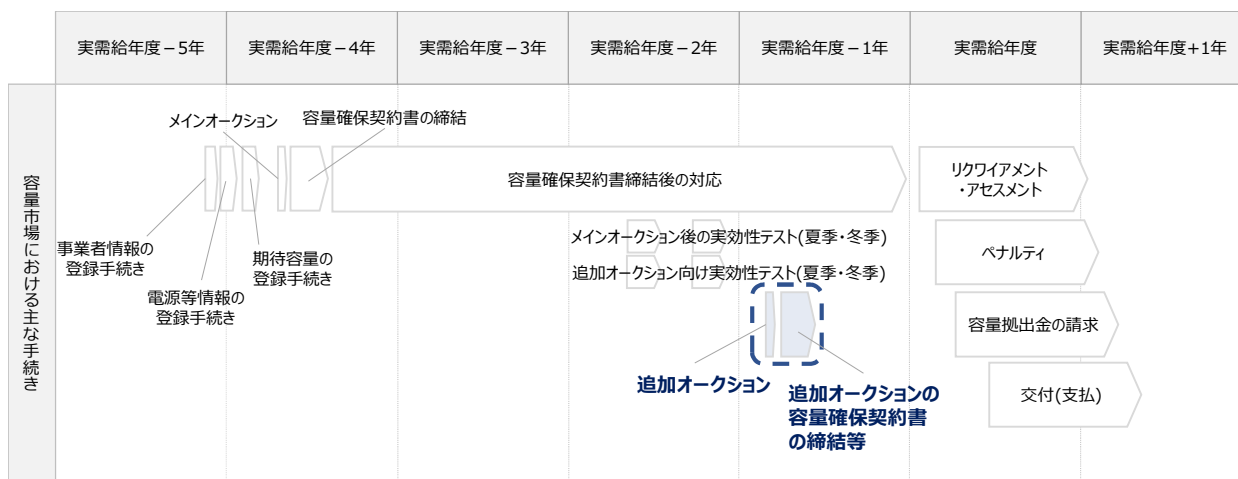 実需給年度－5年
実需給年度－4年
実需給年度－3年
実需給年度－2年
実需給年度－1年
実需給年度
実需給年度+1年
容量市場における主な手続き
メインオークション
容量確保契約書の締結
事業者情報の
登録手続き
電源等情報の
登録手続き
期待容量の
登録手続き
容量確保契約書締結後の対応
メインオークション後の実効性テスト(夏季・冬季)
追加オークション向け実効性テスト(夏季・冬季)
追加オークション
追加オークションの
容量確保契約書
の締結等
リクワイアメント
・アセスメント
ペナルティ
容量拠出金の請求
交付(支払)